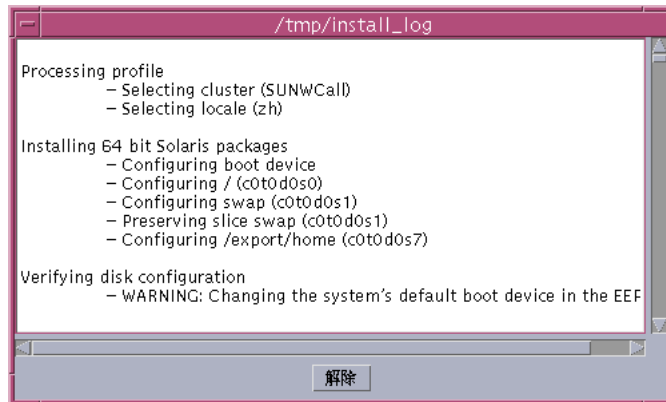 /tmp/install_log
Processing profile
– Selecting cluster (SUNWCall)
– Selecting locale (zh)
Installing 64 bit Solaris packages
– Configuring boot device
– Configuring / (c0t0d0s0)
– Configuring swap (c0t0d0s1)
– Preserving slice swap (c0t0d0s1)
– Configuring /export/home (c0t0d0s7)
Verifying disk configuration
– WARNING: Changing the system's default boot device in the EEF
解除